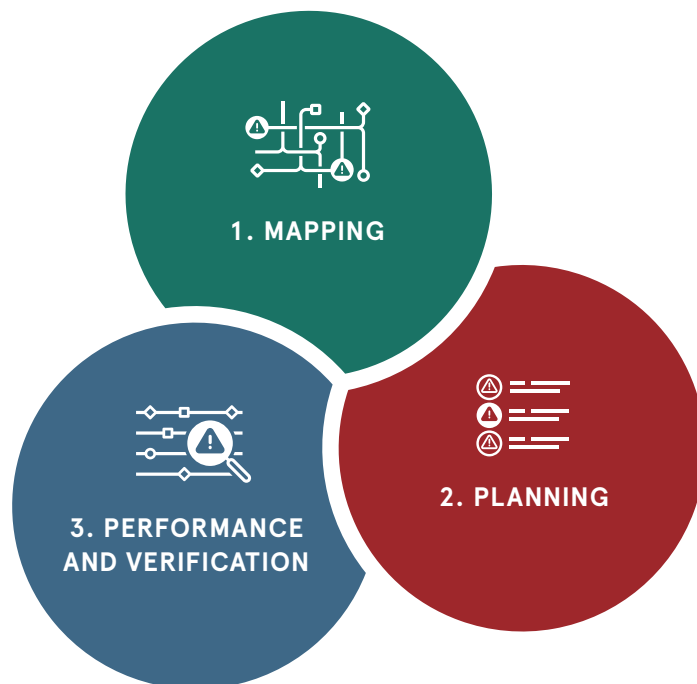 1. MAPPING
2. PLANNING
3. PERFORMANCE
AND VERIFICATION